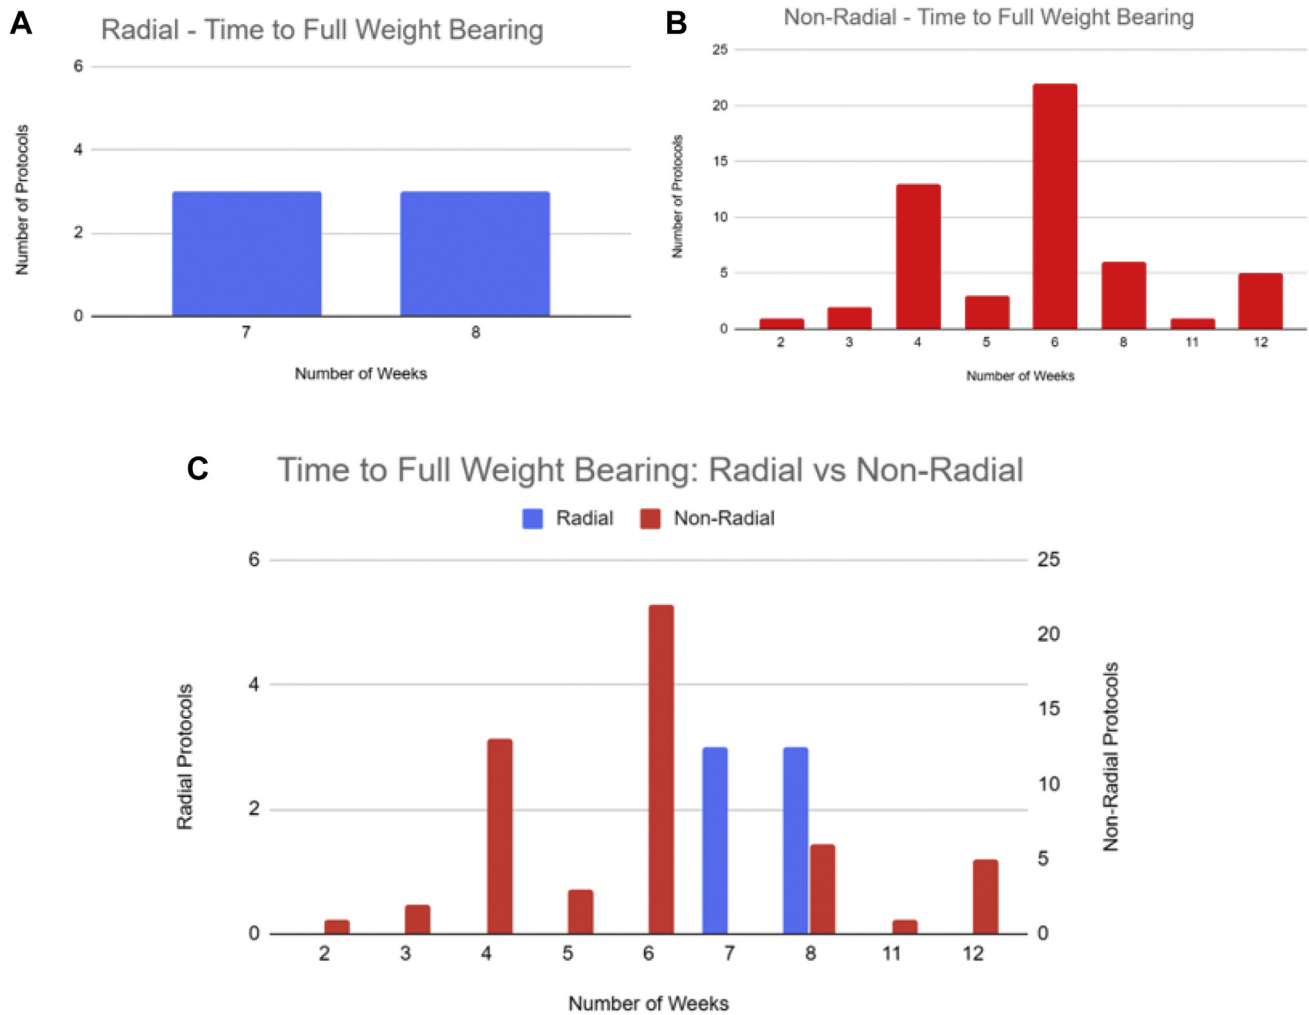 A
Radial - Time to Full Weight Bearing
6
4
2
0
Number of Protocols
7 8
Number of Weeks
B
Non-Radial - Time to Full Weight Bearing
25
20
15
10
5
0
Number of Protocols
2 3 4 5 6 8 11 12
Number of Weeks
C
Time to Full Weight Bearing: Radial vs Non-Radial
Radial Non-Radial
6
4
2
0
Radial Protocols
25
20
15
10
5
0
Non-Radial Protocols
2 3 4 5 6 7 8 11 12
Number of Weeks